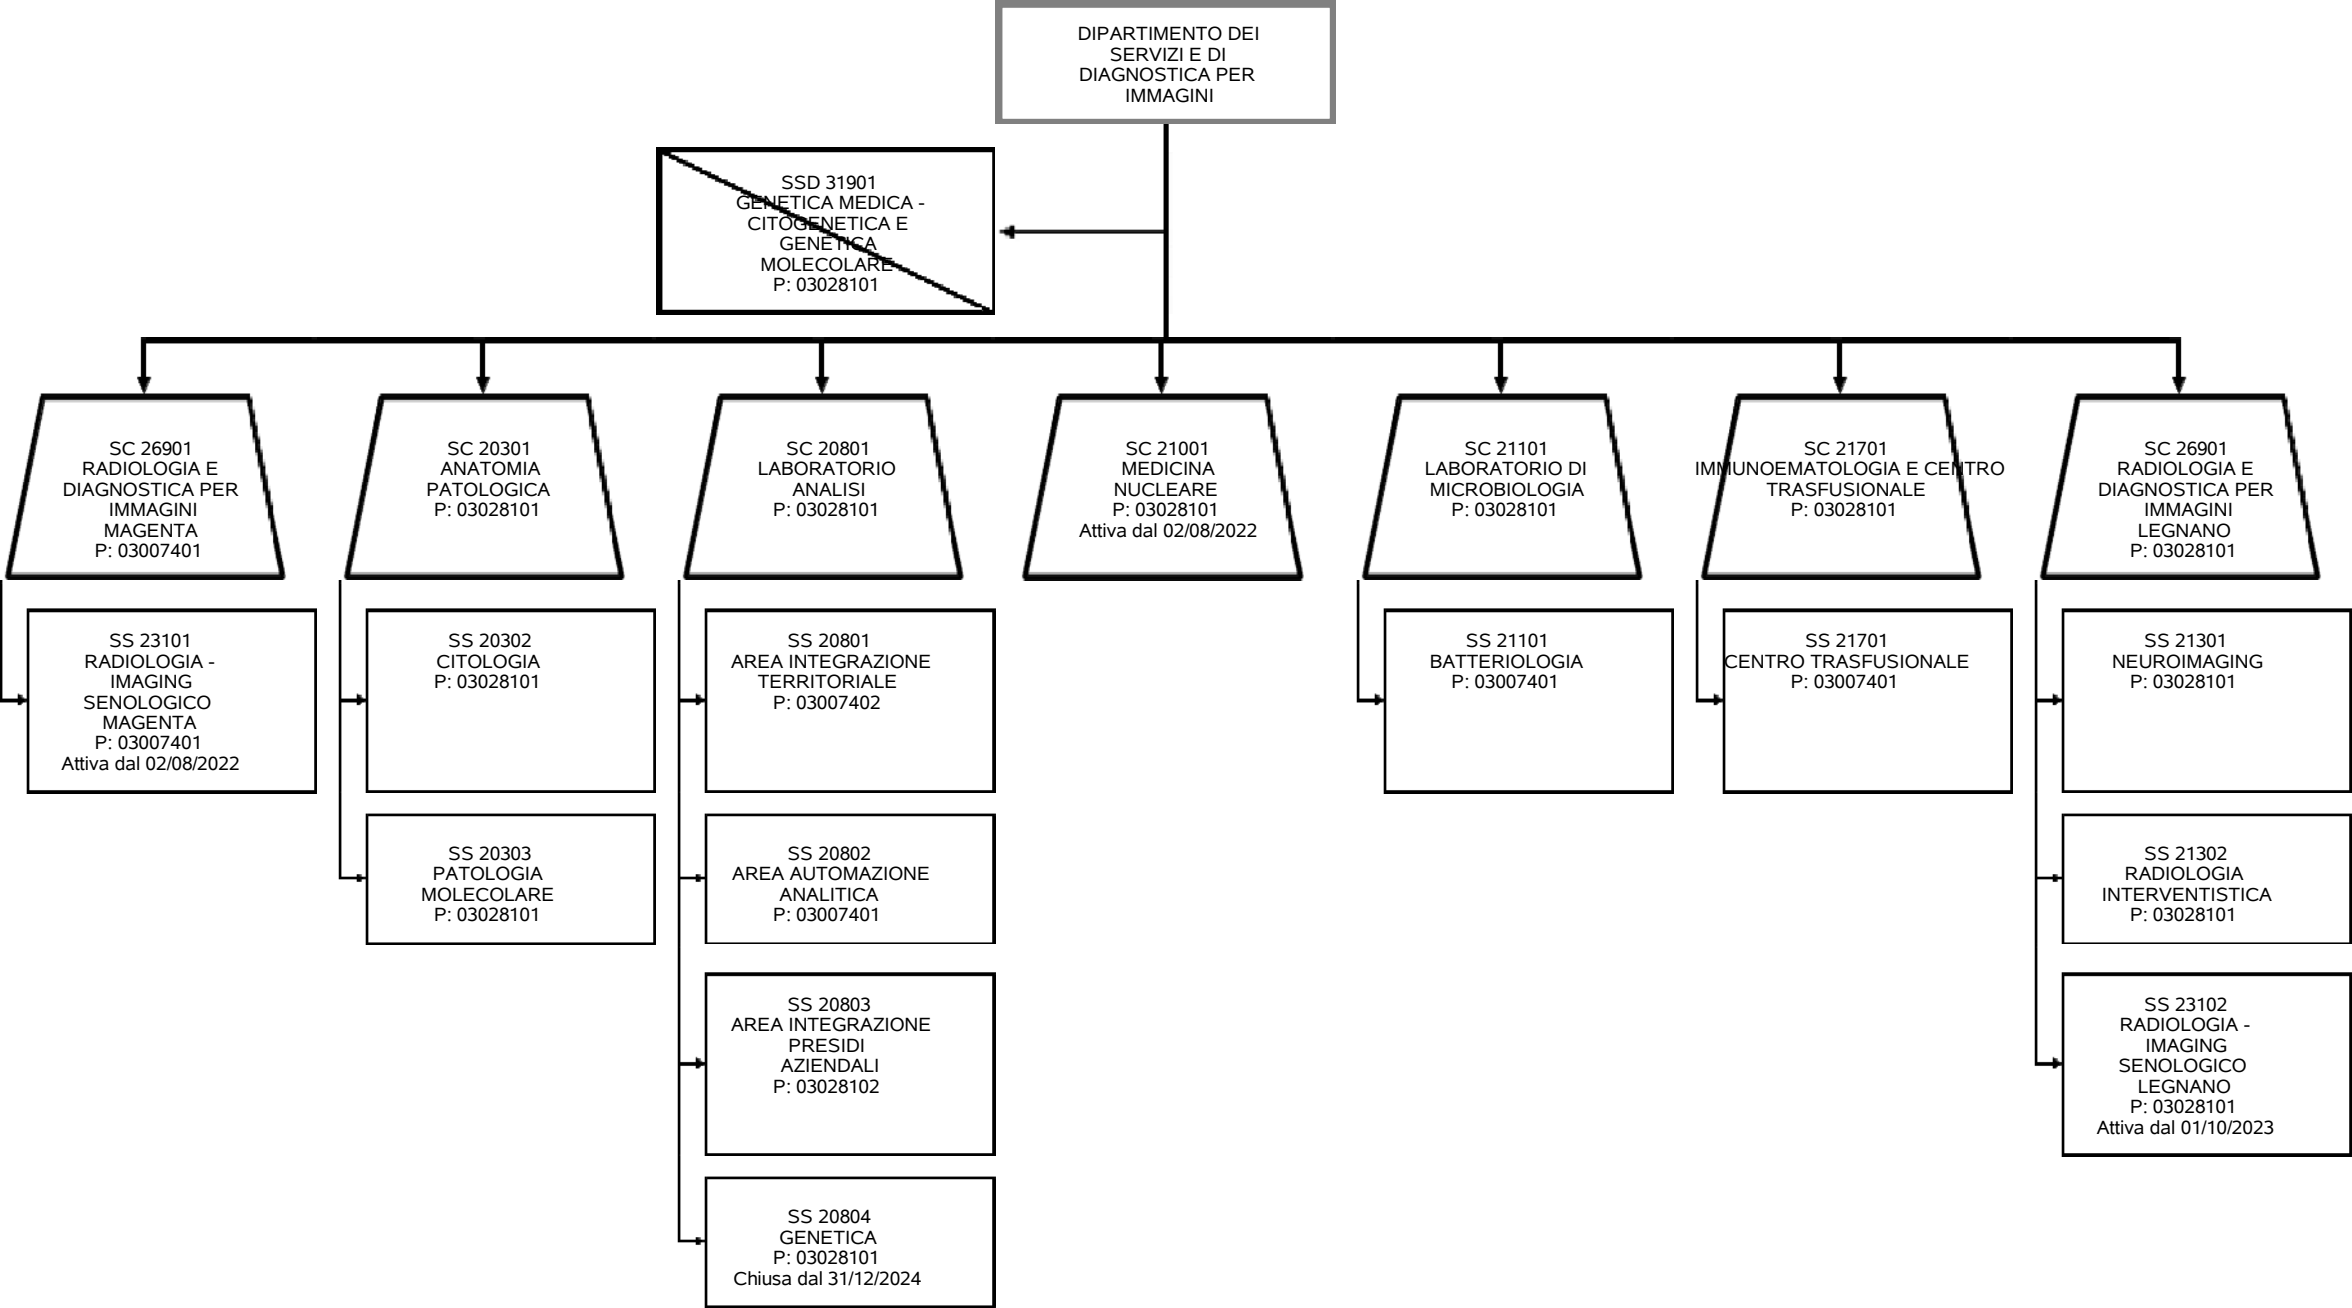 DIPARTIMENTO DEI
SERVIZI E DI
DIAGNOSTICA PER
IMMAGINI
SSD 31901
GENETICA MEDICA -
CITOGENETICA E
GENETICA
MOLECOLARE
P: 03028101
SC 26901
RADIOLOGIA E
DIAGNOSTICA PER
IMMAGINI
MAGENTA
P: 03007401
SC 20301
ANATOMIA
PATOLOGICA
P: 03028101
SC 20801
LABORATORIO
ANALISI
P: 03028101
SC 21001
MEDICINA
NUCLEARE
P: 03028101
Attiva dal 02/08/2022
SC 21101
LABORATORIO DI
MICROBIOLOGIA
P: 03028101
SC 21701
IMMUNOEMATOLOGIA E CENTRO
TRASFUSIONALE
P: 03028101
SC 26901
RADIOLOGIA E
DIAGNOSTICA PER
IMMAGINI
LEGNANO
P: 03028101
SS 23101
RADIOLOGIA -
IMAGING
SENOLOGICO
MAGENTA
P: 03007401
Attiva dal 02/08/2022
SS 20302
CITOLOGIA
P: 03028101
SS 20801
AREA INTEGRAZIONE
TERRITORIALE
P: 03007402
SS 21101
BATTERIOLOGIA
P: 03007401
SS 21701
CENTRO TRASFUSIONALE
P: 03007401
SS 21301
NEUROIMAGING
P: 03028101
SS 20303
PATOLOGIA
MOLECOLARE
P: 03028101
SS 20802
AREA AUTOMAZIONE
ANALITICA
P: 03007401
SS 21302
RADIOLOGIA
INTERVENTISTICA
P: 03028101
SS 20803
AREA INTEGRAZIONE
PRESIDI
AZIENDALI
P: 03028102
SS 23102
RADIOLOGIA -
IMAGING
SENOLOGICO
LEGNANO
P: 03028101
Attiva dal 01/10/2023
SS 20804
GENETICA
P: 03028101
Chiusa dal 31/12/2024